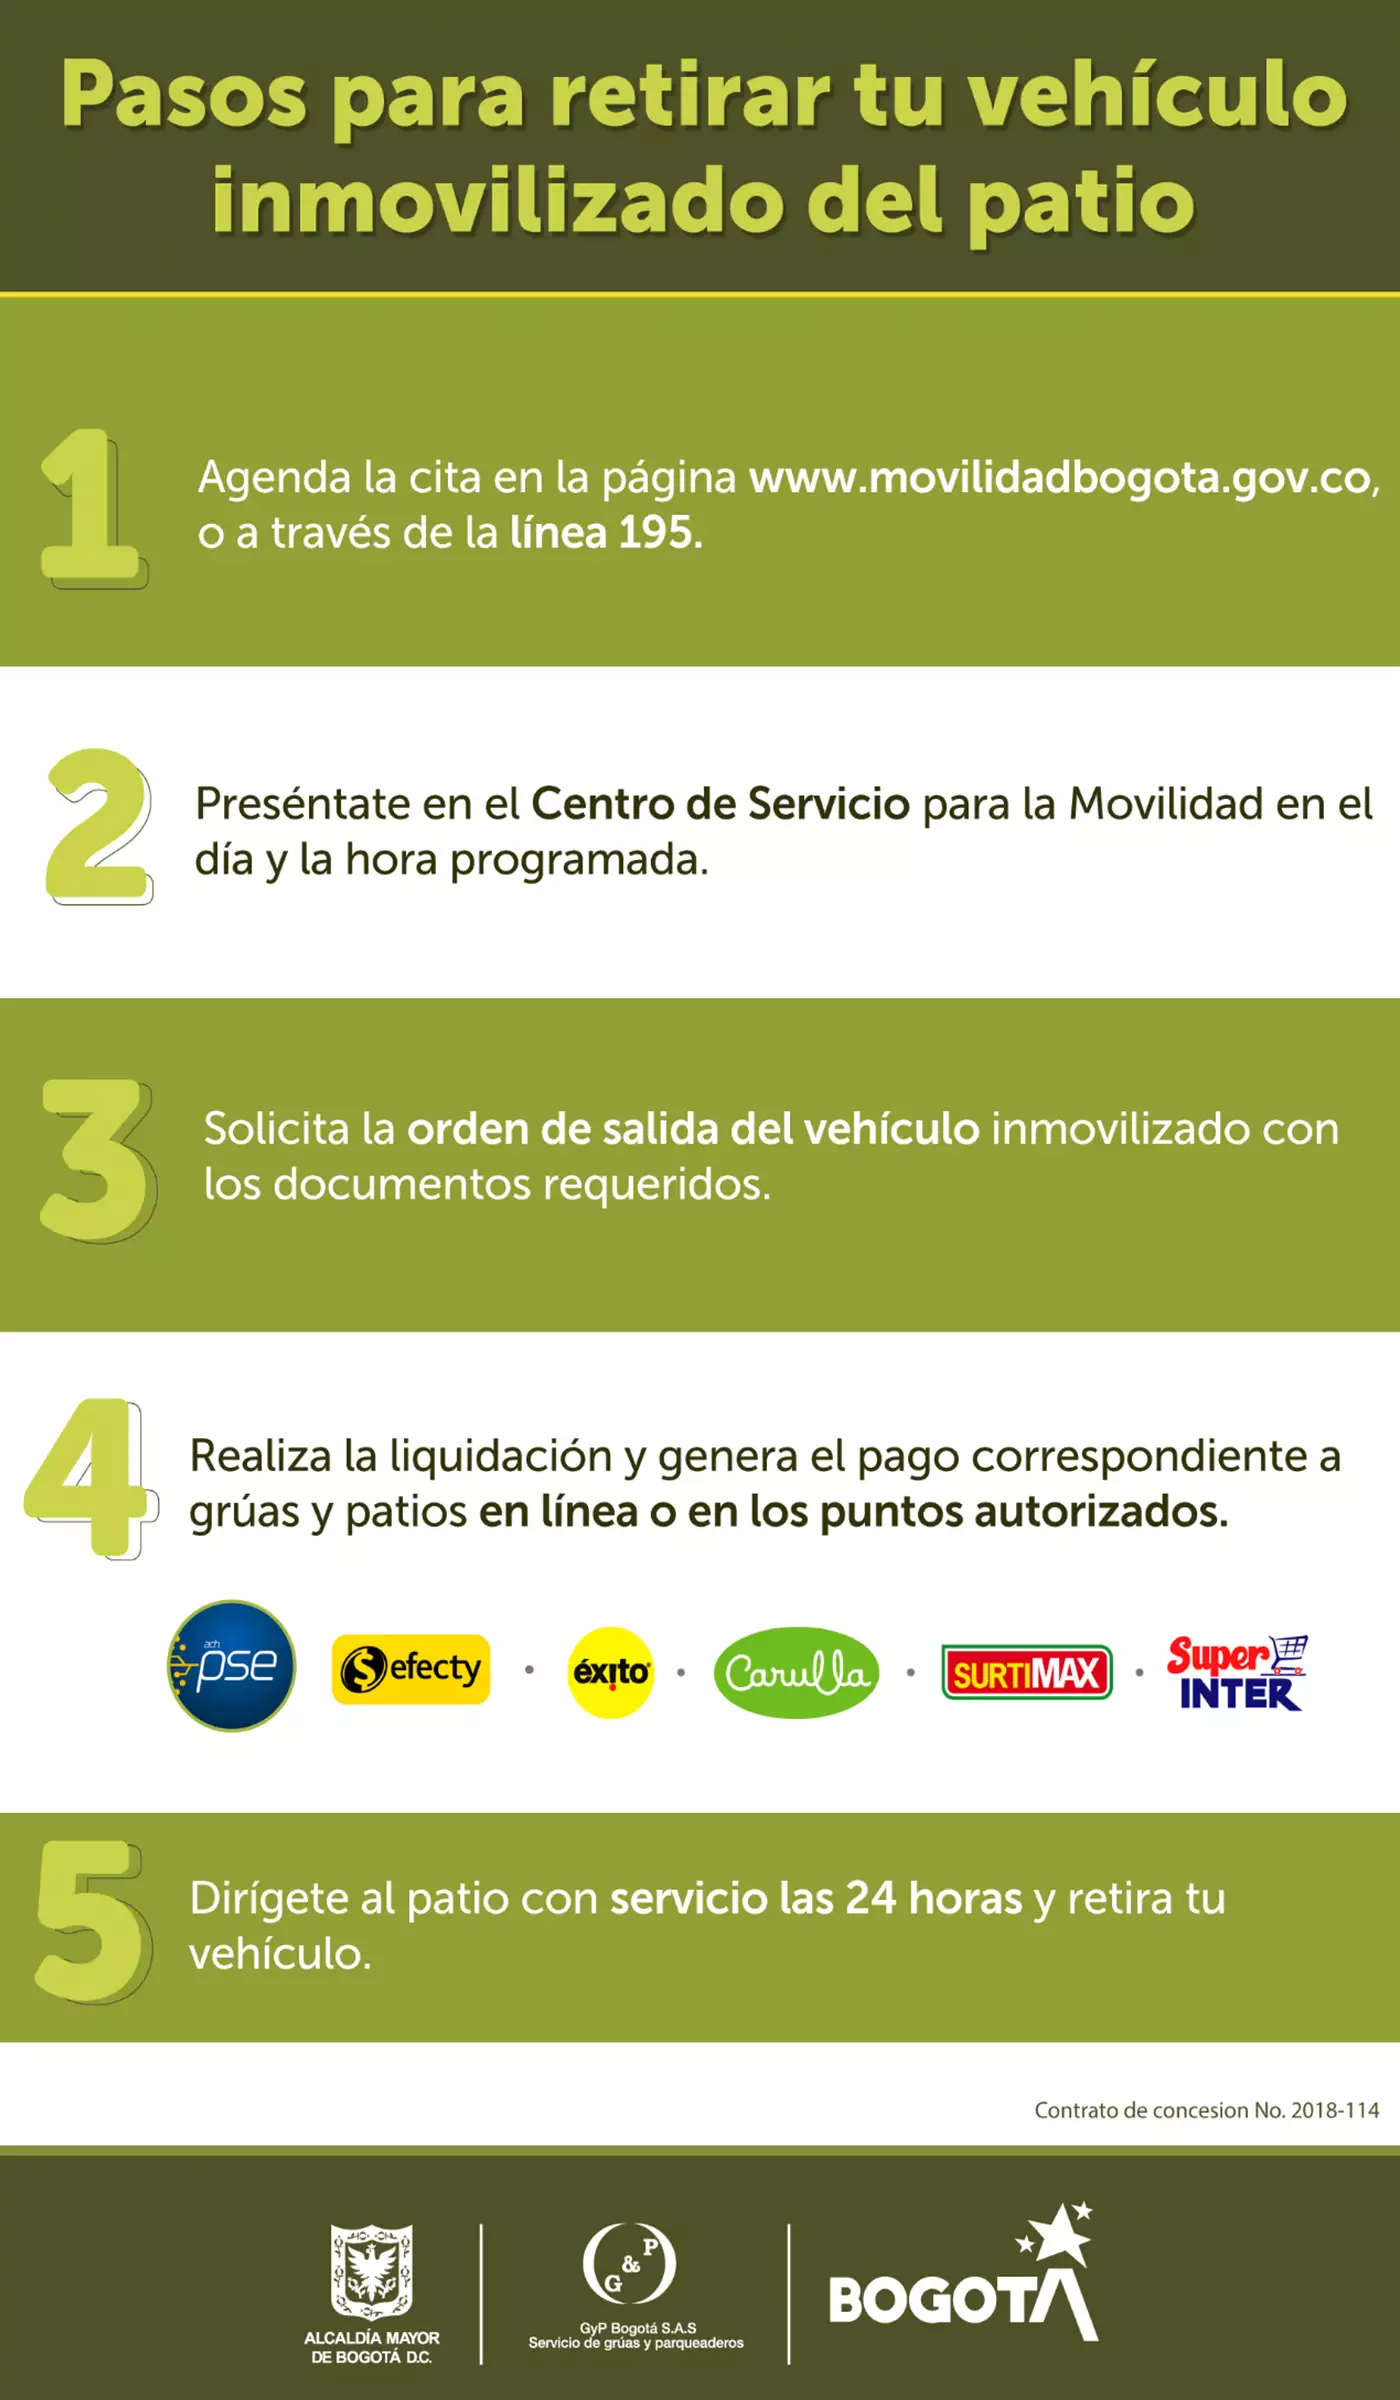 Pasos para retirar tu vehículo
inmovilizado del patio
1
Agenda la cita en la página www.movilidadbogota.gov.co,
o a través de la línea 195.
2
Preséntate en el Centro de Servicio para la Movilidad en el
día y la hora programada.
3
Solicita la orden de salida del vehículo inmovilizado con
los documentos requeridos.
4
Realiza la liquidación y genera el pago correspondiente a
grúas y patios en línea o en los puntos autorizados.
ach
pse
$ efecty
éxito
Carulla
SURTIMAX
Super
INTER
5
Dirígete al patio con servicio las 24 horas y retira tu
vehículo.
Contrato de concesion No. 2018-114
ALCALDÍA MAYOR
DE BOGOTÁ D.C.
G & P
GyP Bogotá S.A.S
Servicio de grúas y parqueaderos
BOGOTÁ